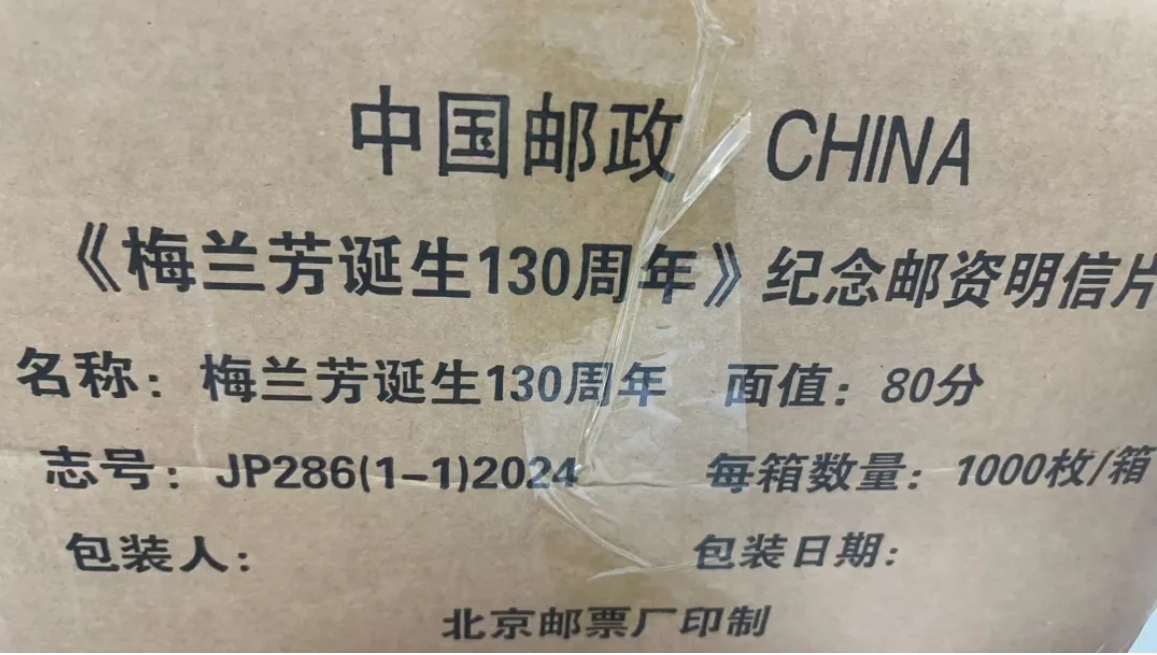 中国邮政 CHINA
《梅兰芳诞生130周年》纪念邮资明信片
名称：梅兰芳诞生130周年 面值：80分
志号：JP286(1-1)2024 每箱数量：1000枚/箱
包装人： 包装日期：
北京邮票厂印制